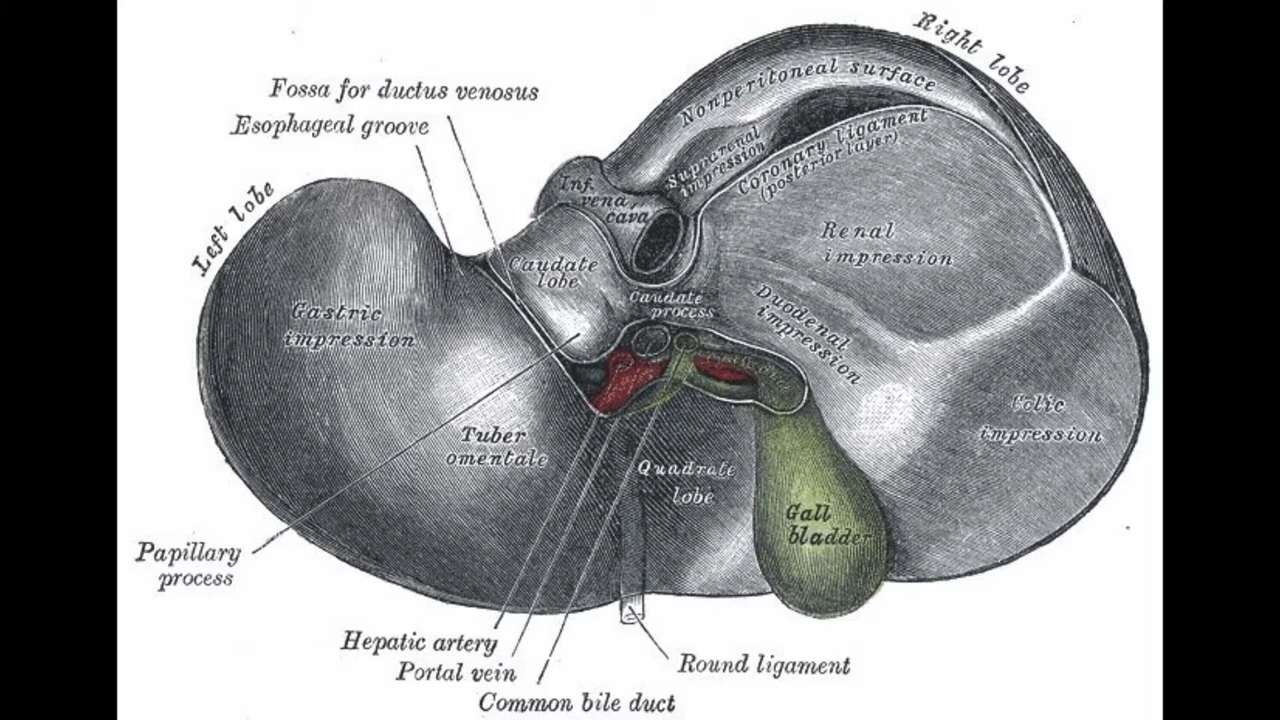 Right lobe
Nonperitoneal surface
Fossa for ductus venosus
Esophageal groove
Suprarenal
impression
Coronary ligament
(posterior layer)
Left lobe
Inf.
vena
cava
Renal
impression
Caudate
lobe
Caudate
process
Duodenal
impression
Gastric
impression
Colic
impression
Tuber
omentale
Quadrate
lobe
Gall
bladder
Papillary
process
Hepatic artery
Portal vein
Common bile duct
Round ligament